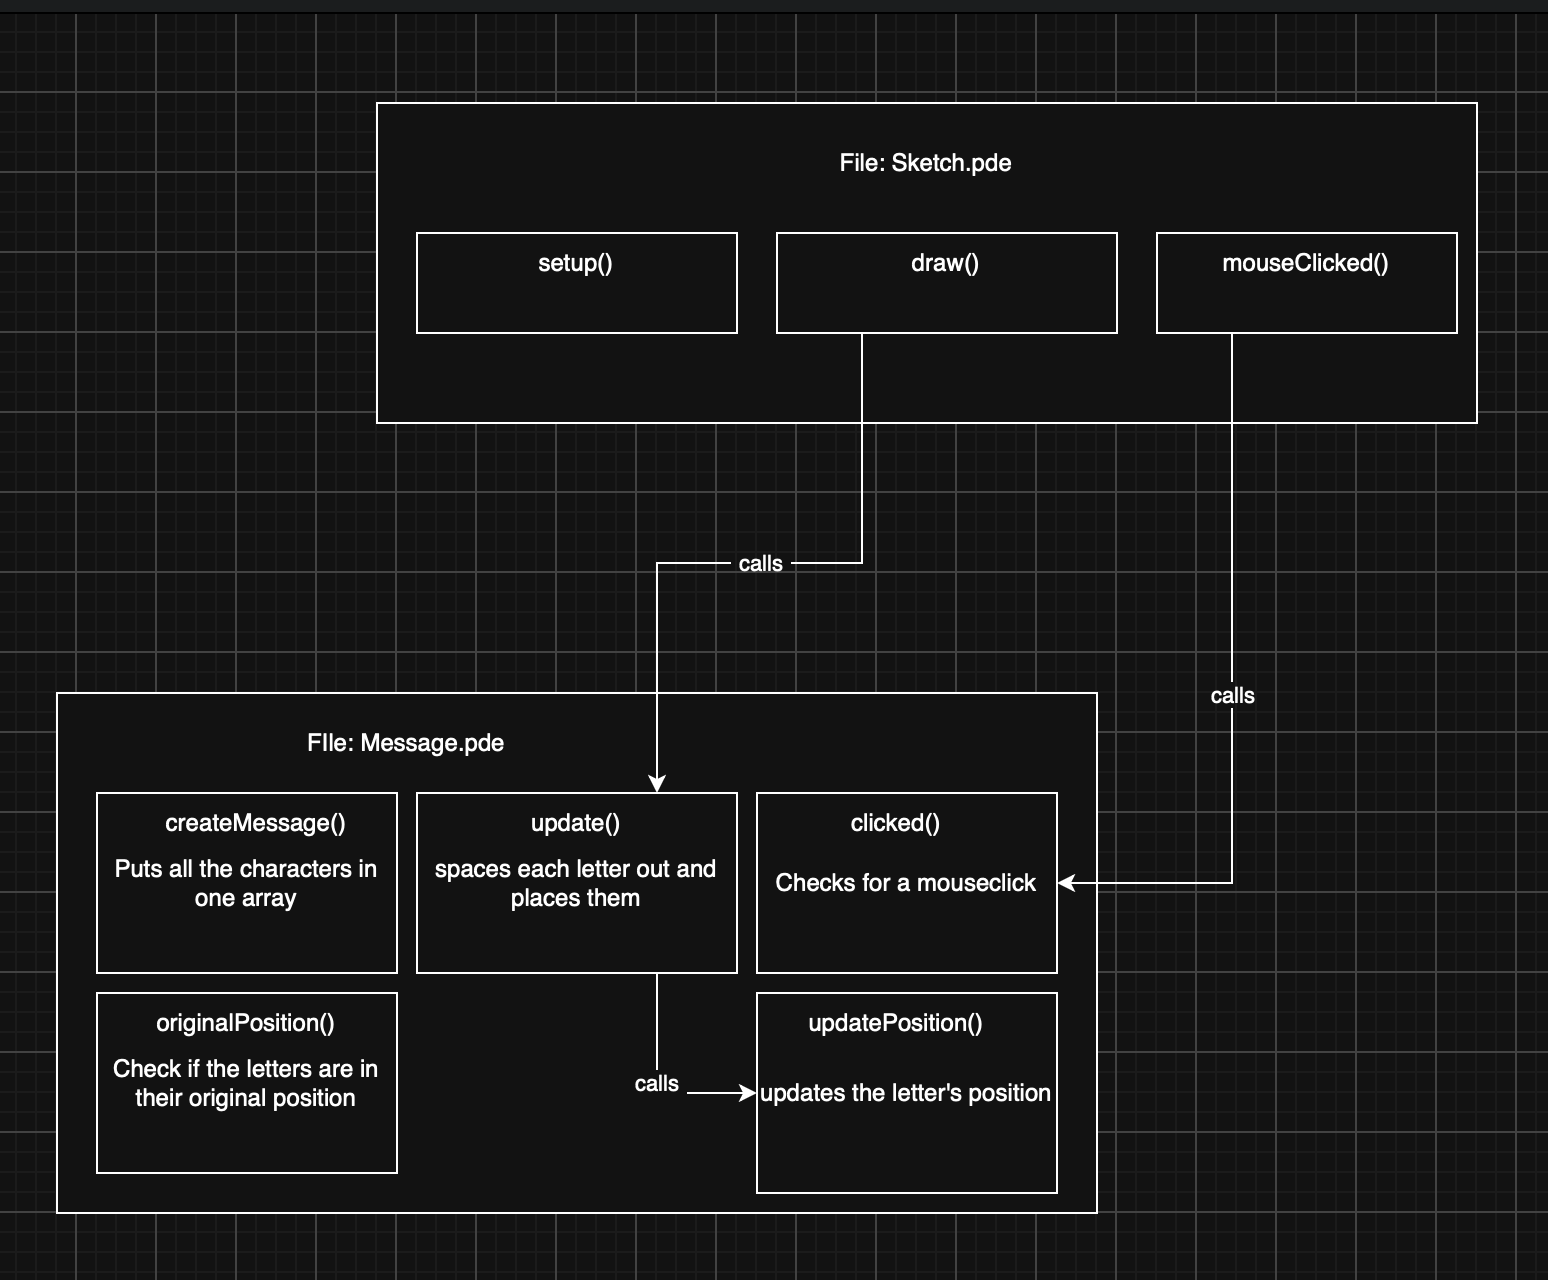 File: Sketch.pde
setup()
draw()
mouseClicked()
calls
calls
FIle: Message.pde
createMessage()
Puts all the characters in
one array
update()
spaces each letter out and
places them
clicked()
Checks for a mouseclick
originalPosition()
Check if the letters are in
their original position
calls
updatePosition()
updates the letter's position